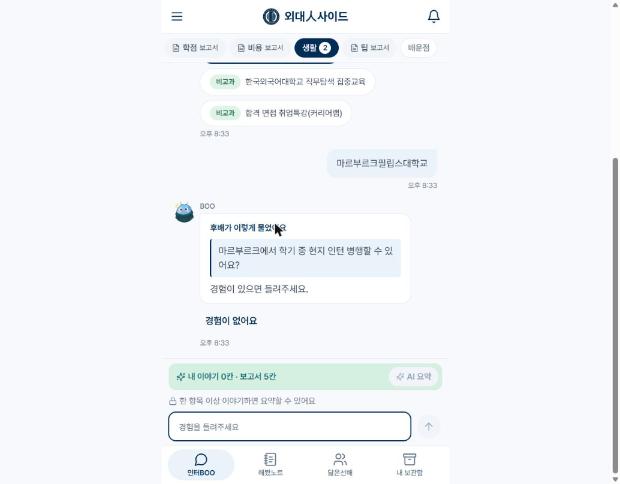 외대人사이드
학점 보고서
비용 보고서
생활 2
팁 보고서
배운점
비교과 한국외국어대학교 직무탐색 집중교육
비교과 합격 면접 취업특강(커리어캠)
오후 8:33
마르부르크필립스대학교
오후 8:33
BOO
후배가 이렇게 물었어요
마르부르크에서 학기 중 현지 인턴 병행할 수 있
어요?
경험이 있으면 들려주세요.
경험이 없어요
오후 8:33
내 이야기 0칸 · 보고서 5칸
AI 요약
한 항목 이상 이야기하면 요약할 수 있어요
경험을 들려주세요
인터BOO
해봤노트
닮은선배
내 보관함